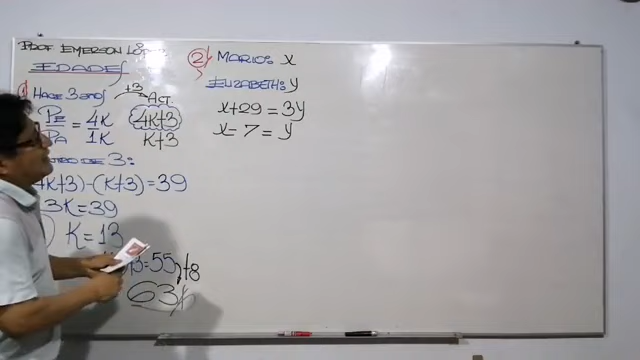 PROF EMERSON
EDADES
1 HACE 3 AÑOS +3 ACT
PE/PA = 4K/1K 4K+3
K+3
DE 3:
4K+3)-(K+3)=39
3K=39
K=13
=55 +8
63
2 MARIO: X
ELIZABETH: Y
X+29=3Y
X-7=Y